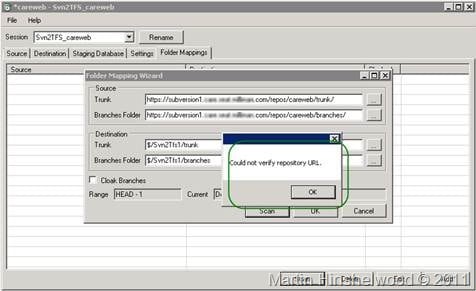 *careweb - Svn2TFS_careweb
File Help
Session Svn2TFS_careweb Rename
Source Destination Staging Database Settings Folder Mappings
Source
Folder Mapping Wizard
Source
Trunk https://subversion1. .com/repos/careweb/trunk/ ...
Branches Folder https://subversion1. .com/repos/careweb/branches/ ...
Destination
Trunk $/Svn2Tfs1/trunk ...
Branches Folder $/Svn2Tfs1/branches ...
Could not verify repository URL.
OK
Cloak Branches
Range HEAD - 1 Current
Scan OK Cancel
Martin Hinshelwood © 2011